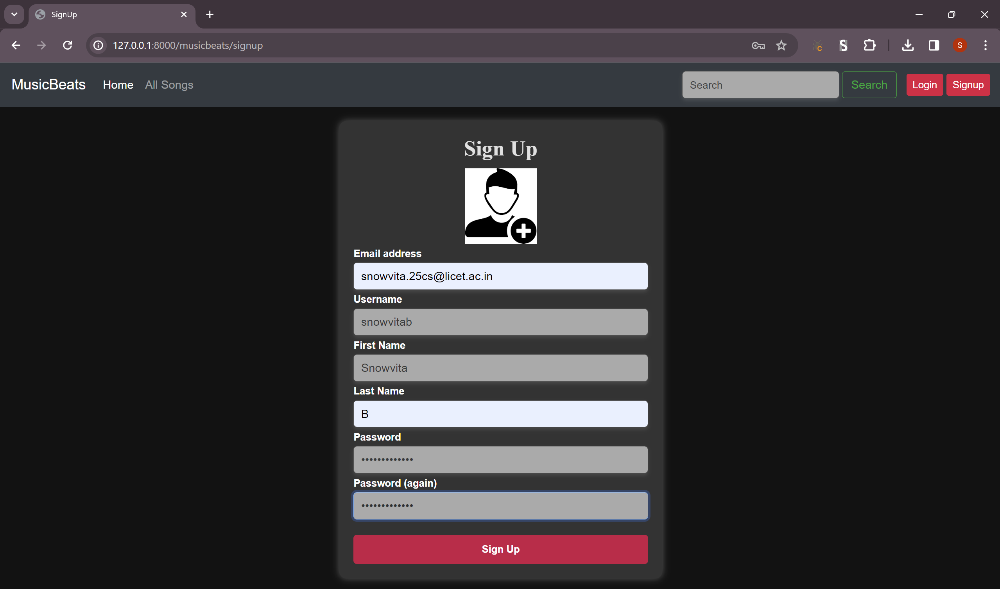 SignUp
127.0.0.1:8000/musicbeats/signup
S
MusicBeats Home All Songs Search Search Login Signup
Sign Up
Email address
snowvita.25cs@licet.ac.in
Username
snowvitab
First Name
Snowvita
Last Name
B
Password
•••••••••••••
Password (again)
•••••••••••••
Sign Up